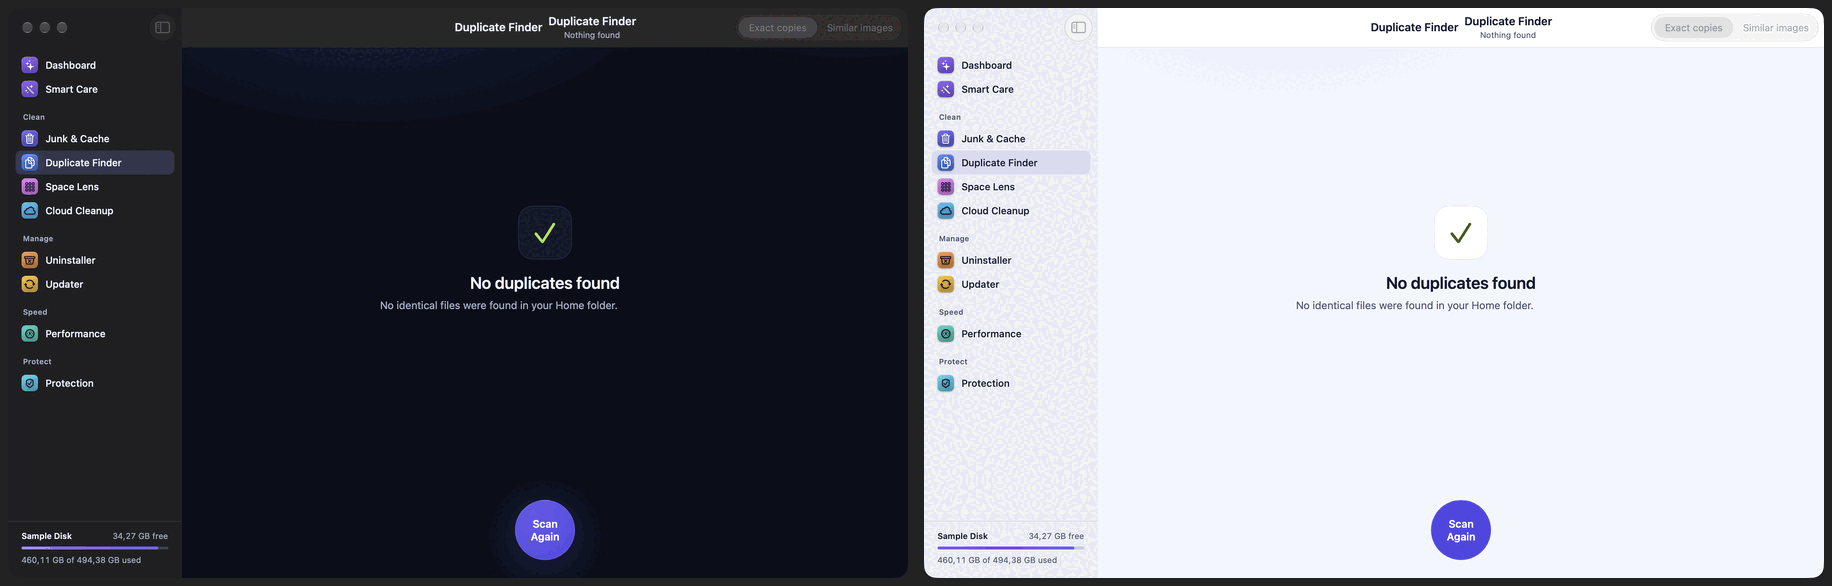 Duplicate Finder
Duplicate Finder
Nothing found
Exact copies
Similar images
Dashboard
Smart Care
Clean
Junk & Cache
Duplicate Finder
Space Lens
Cloud Cleanup
Manage
Uninstaller
Updater
Speed
Performance
Protect
Protection
No duplicates found
No identical files were found in your Home folder.
Scan
Again
Sample Disk
34,27 GB free
460,11 GB of 494,38 GB used
Duplicate Finder
Duplicate Finder
Nothing found
Exact copies
Similar images
Dashboard
Smart Care
Clean
Junk & Cache
Duplicate Finder
Space Lens
Cloud Cleanup
Manage
Uninstaller
Updater
Speed
Performance
Protect
Protection
No duplicates found
No identical files were found in your Home folder.
Scan
Again
Sample Disk
34,27 GB free
460,11 GB of 494,38 GB used